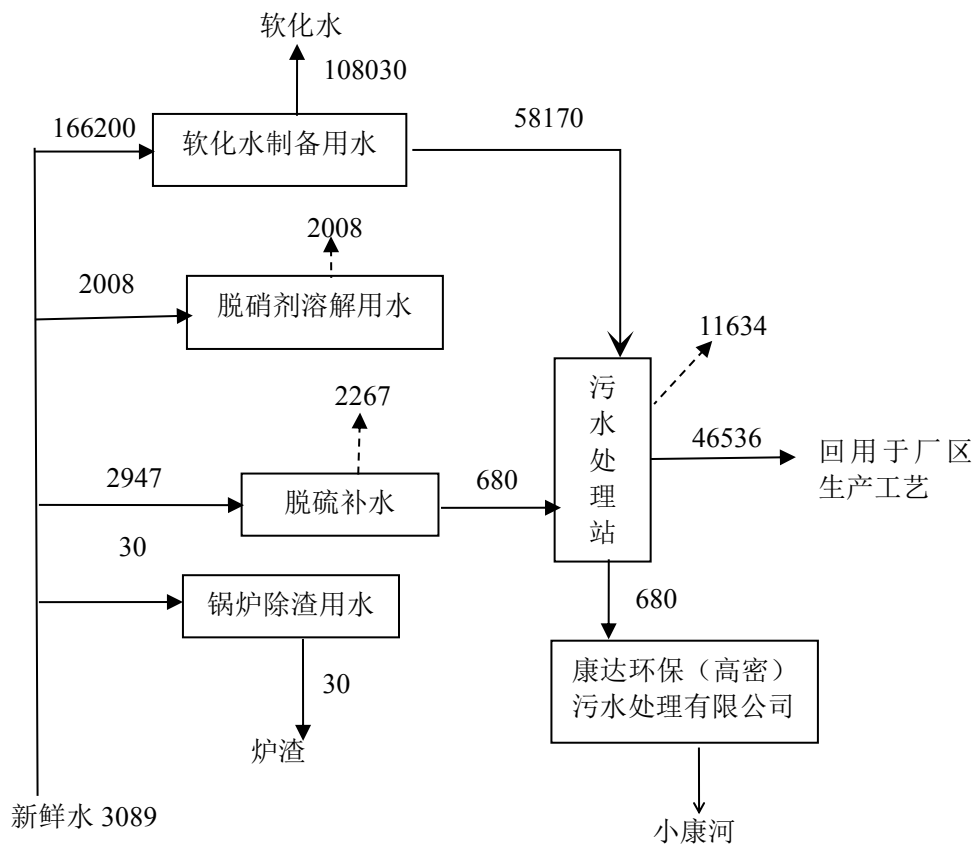 软化水
108030
166200
软化水制备用水
58170
2008
2008
脱硝剂溶解用水
11634
污水处理站
2267
46536
回用于厂区
生产工艺
2947
脱硫补水
680
30
锅炉除渣用水
680
30
康达环保（高密）
污水处理有限公司
炉渣
新鲜水 3089
小康河